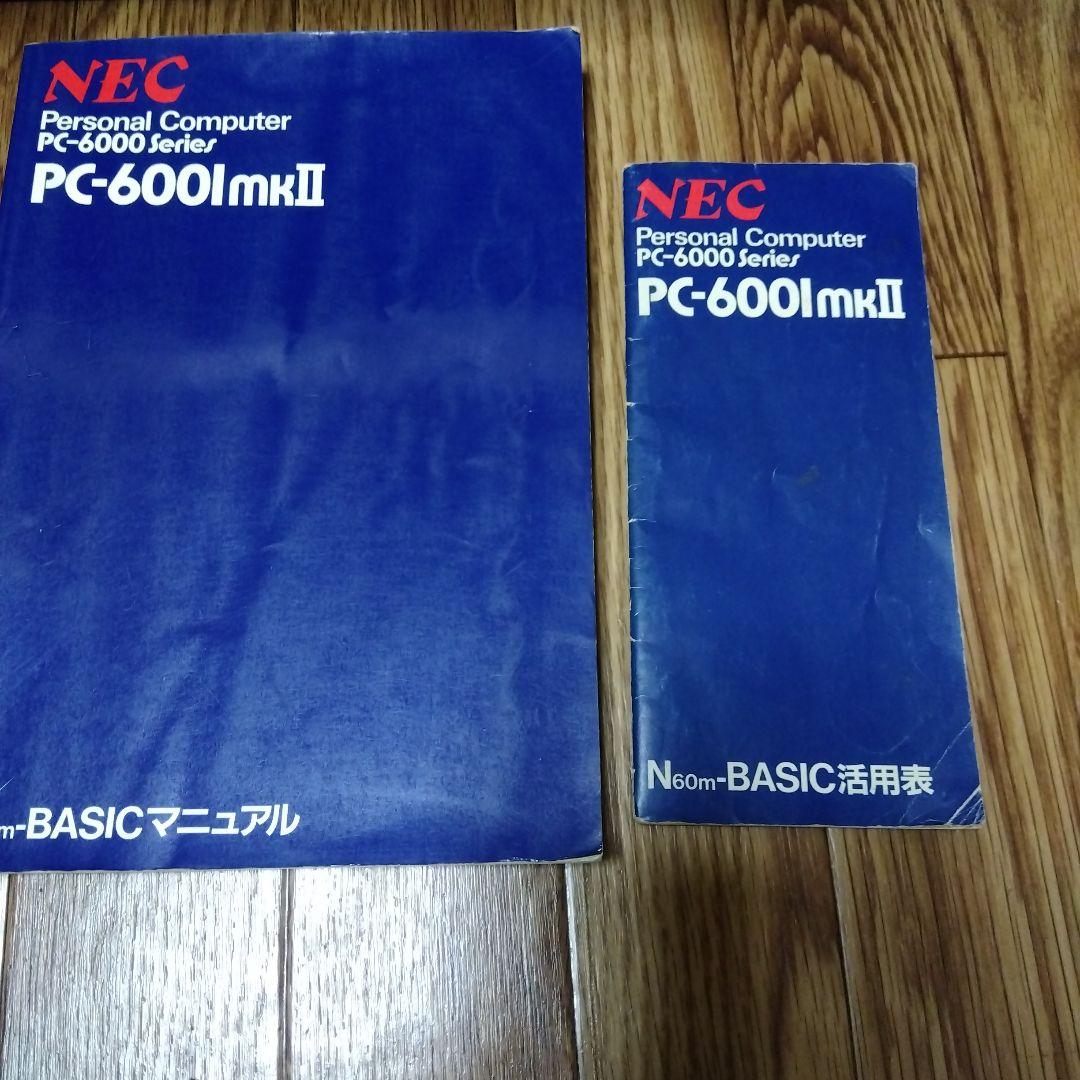 NEC
Personal Computer
PC-6000 Series
PC-6001mkII
m-BASICマニュアル
NEC
Personal Computer
PC-6000 Series
PC-6001mkII
N60m-BASIC活用表